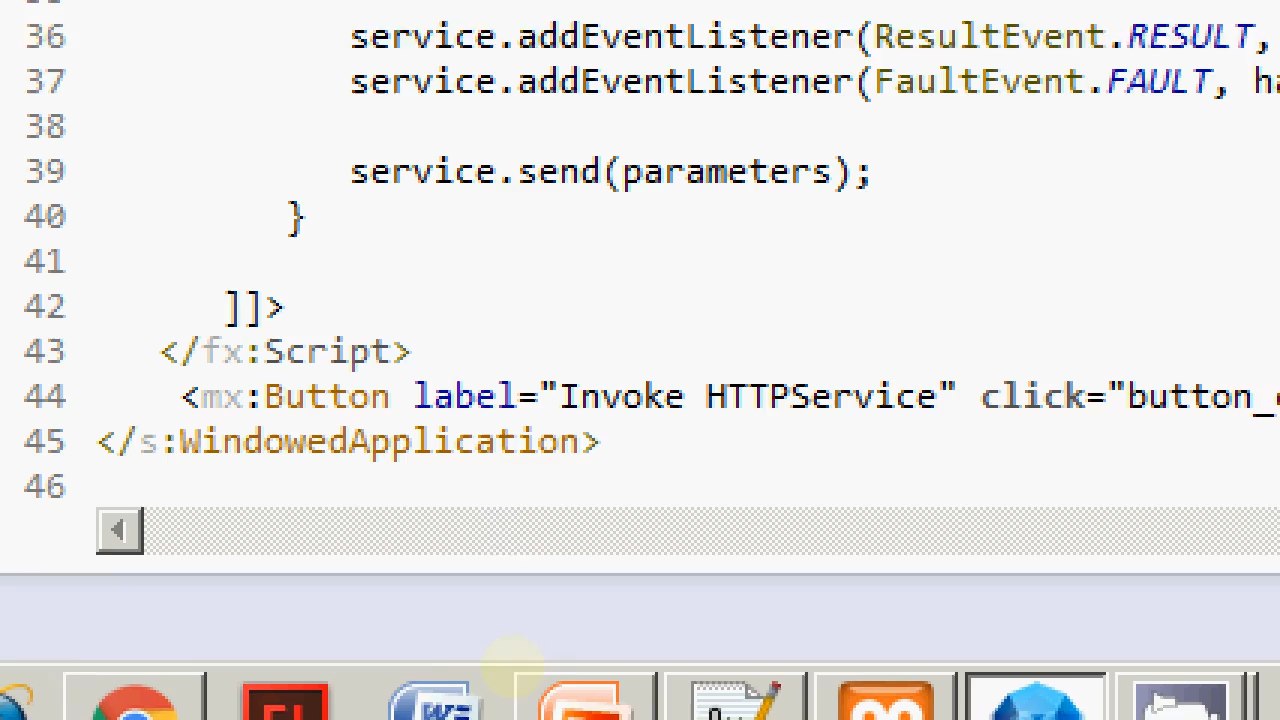 36 service.addEventListener(ResultEvent.RESULT,
37 service.addEventListener(FaultEvent.FAULT,
38
39 service.send(parameters);
40 }
41
42 ]]>
43 </fx:Script>
44 <mx:Button label="Invoke HTTPService" click="button_
45 </s:WindowedApplication>
46